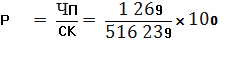 Р = ЧП / СК = 1 269 / 516 239 × 100